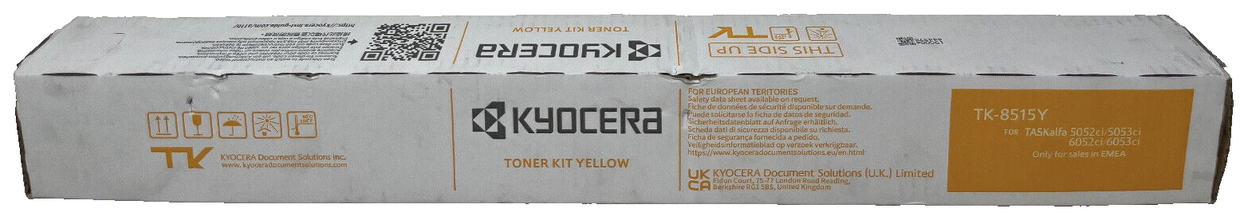 KYOCERA
TONER KIT YELLOW
THIS SIDE UP
TK
KYOCERA Document Solutions Inc.
www.kyoceradocumentsolutions.com
KYOCERA
TONER KIT YELLOW
FOR EUROPEAN TERITORIES
Safety data sheet available on request.
Fiche de données de sécurité disponible sur demande.
Puede solicitarse la ficha de datos de seguridad.
Sicherheitsdatenblatt auf Anfrage erhältlich.
Scheda dati di sicurezza disponibile su richiesta.
Ficha de segurança fornecida a pedido.
Veiligheidsinformatieblad op verzoek verkrijgbaar.
https://www.kyoceradocumentsolutions.eu/en.html
UK
CA
KYOCERA Document Solutions (U.K.) Limited
Eldon Court, 75-77 London Road Reading,
Berkshire RG1 5BS, United Kingdom
TK-8515Y
FOR TASKalfa 5052ci/5053ci
6052ci/6053ci
Only for sales in EMEA